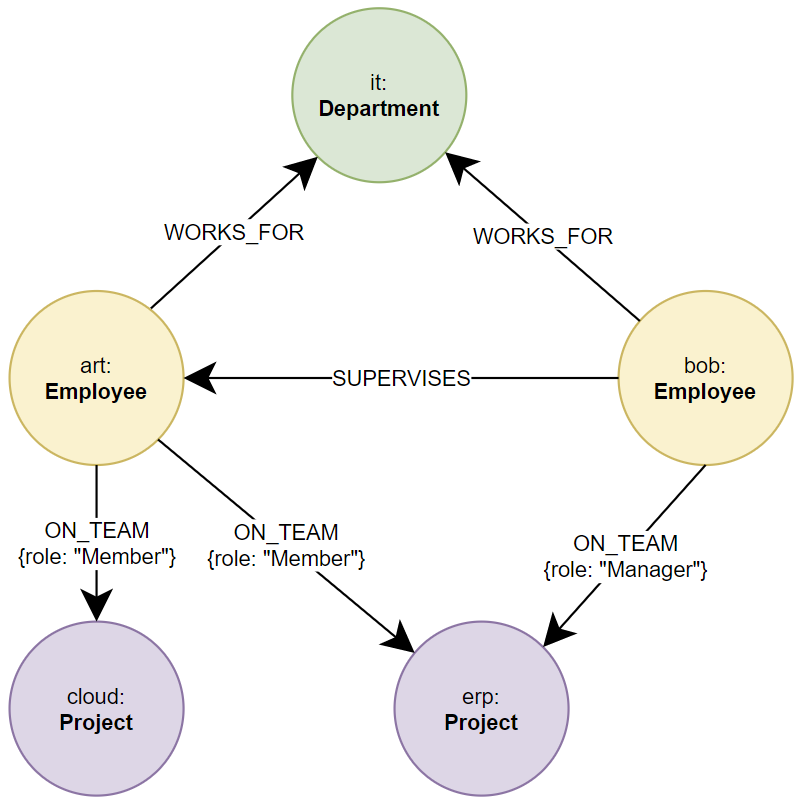 it:
Department
WORKS_FOR
WORKS_FOR
art:
Employee
SUPERVISES
bob:
Employee
ON_TEAM
{role: "Member"}
ON_TEAM
{role: "Member"}
ON_TEAM
{role: "Manager"}
cloud:
Project
erp:
Project